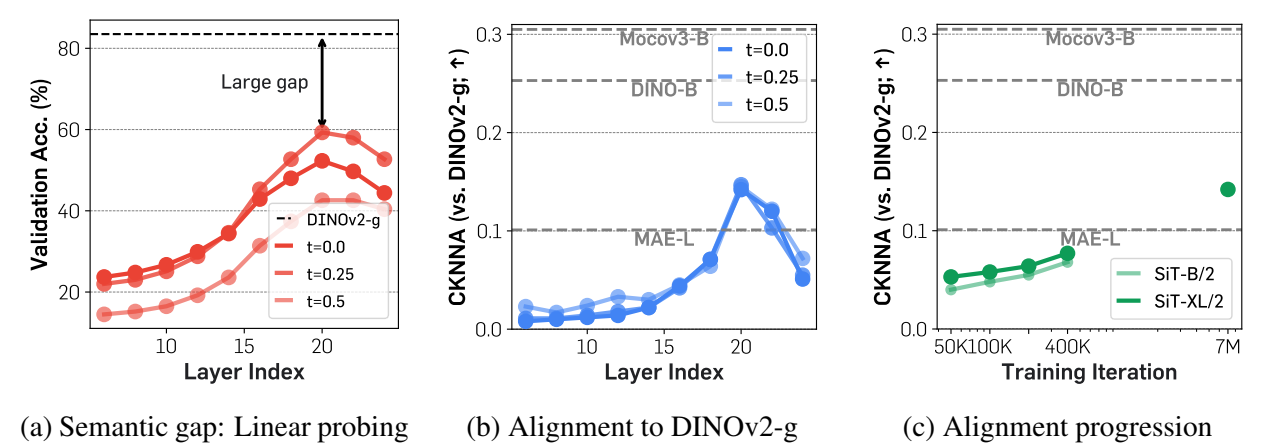 Validation Acc. (%)
80
60
40
20
Large gap
DINOv2-g
t=0.0
t=0.25
t=0.5
10
15
20
Layer Index
(a) Semantic gap: Linear probing
CKNNA (vs. DINOv2-g; ↑)
0.3
0.2
0.1
0.0
Mocov3-B
DINO-B
MAE-L
t=0.0
t=0.25
t=0.5
10
15
20
Layer Index
(b) Alignment to DINOv2-g
CKNNA (vs. DINOv2-g; ↑)
0.3
0.2
0.1
0.0
Mocov3-B
DINO-B
MAE-L
SiT-B/2
SiT-XL/2
50K100K 400K 7M
Training Iteration
(c) Alignment progression